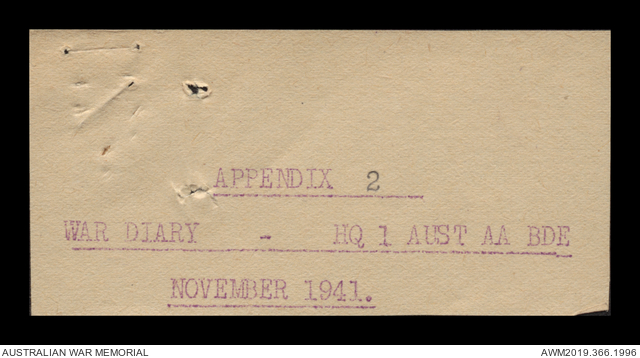 APPENDIX 2
WAR DIARY - HQ 1 AUST AA BDE
NOVEMBER 1941.
AUSTRALIAN WAR MEMORIAL AWM2019.366.1996